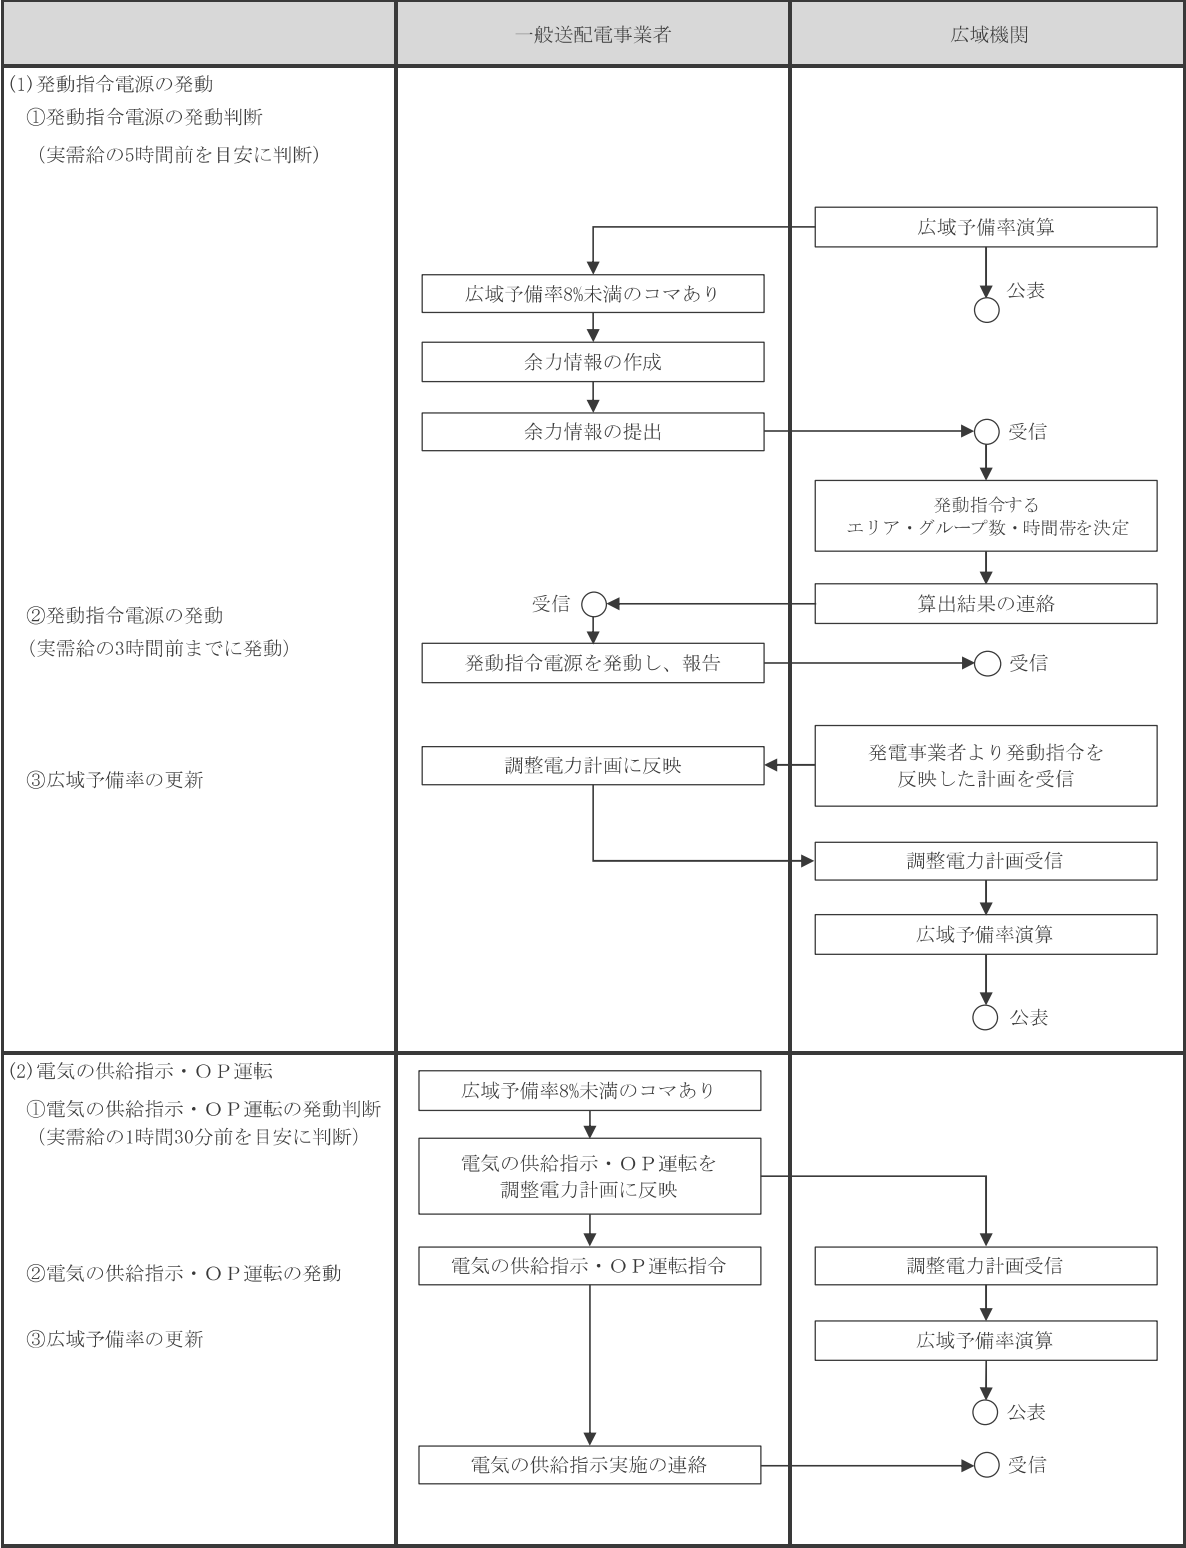 一般送配電事業者
広域機関
(1)発動指令電源の発動
①発動指令電源の発動判断
（実需給の5時間前を目安に判断）
広域予備率演算
公表
広域予備率8%未満のコマあり
余力情報の作成
余力情報の提出
受信
発動指令する
エリア・グループ数・時間帯を決定
算出結果の連絡
受信
②発動指令電源の発動
（実需給の3時間前までに発動）
発動指令電源を発動し、報告
受信
③広域予備率の更新
発電事業者より発動指令を
反映した計画を受信
調整電力計画に反映
調整電力計画受信
広域予備率演算
公表
(2)電気の供給指示・ＯＰ運転
①電気の供給指示・ＯＰ運転の発動判断
（実需給の1時間30分前を目安に判断）
広域予備率8%未満のコマあり
電気の供給指示・ＯＰ運転を
調整電力計画に反映
②電気の供給指示・ＯＰ運転の発動
電気の供給指示・ＯＰ運転指令
調整電力計画受信
③広域予備率の更新
広域予備率演算
公表
電気の供給指示実施の連絡
受信